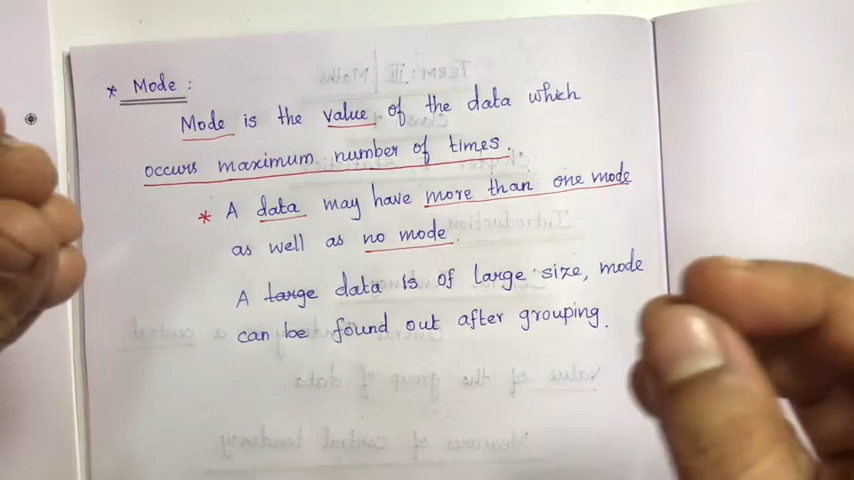 * Mode :
Mode is the value of the data which
occurs maximum number of times.
* A data may have more than one mode
as well as no mode.
A large data is of large size, mode
can be found out after grouping.